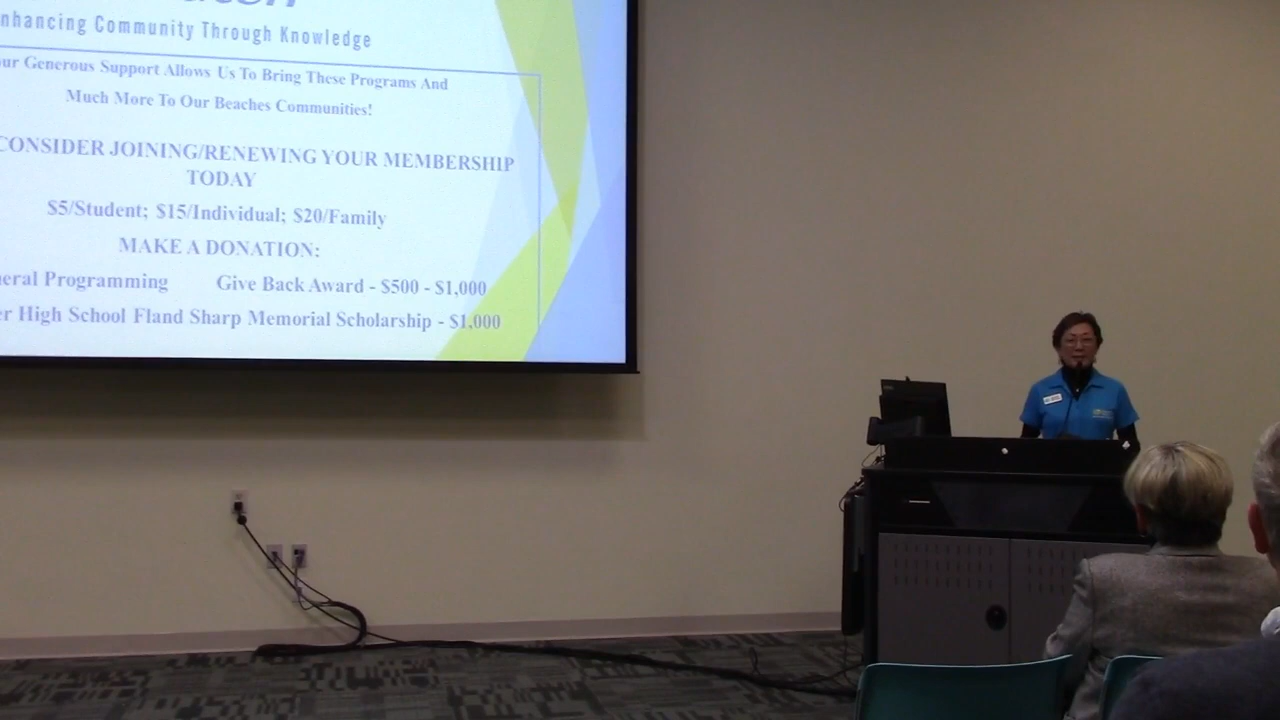 nhancing Community Through Knowledge
ur Generous Support Allows Us To Bring These Programs And
Much More To Our Beaches Communities!
CONSIDER JOINING/RENEWING YOUR MEMBERSHIP
TODAY
$5/Student; $15/Individual; $20/Family
MAKE A DONATION:
eral Programming Give Back Award - $500 - $1,000
er High School Fland Sharp Memorial Scholarship - $1,000